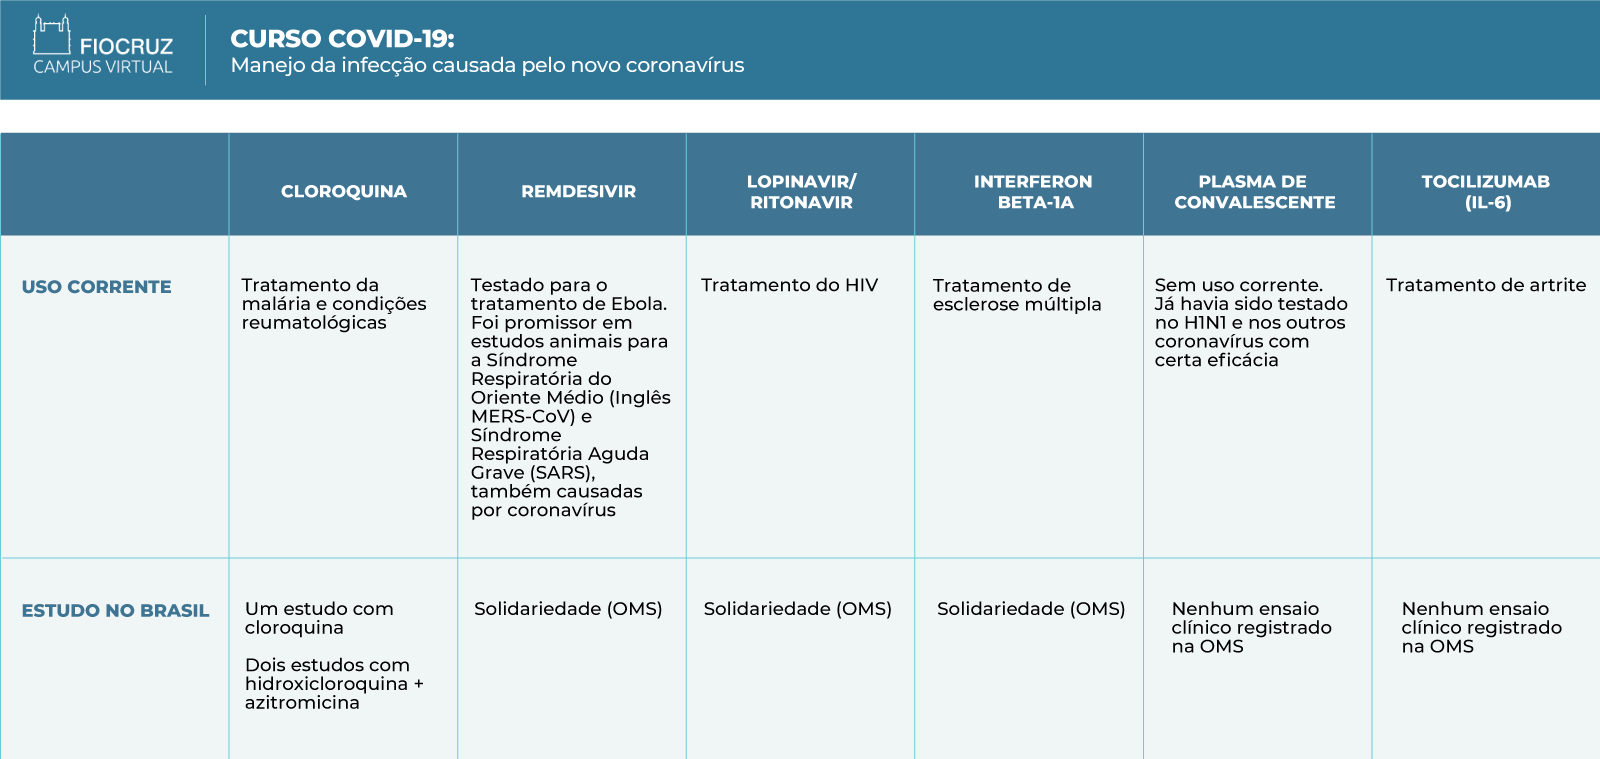 FIOCRUZ
CAMPUS VIRTUAL
CURSO COVID-19:
Manejo da infecção causada pelo novo coronavírus
CLOROQUINA
REMDESIVIR
LOPINAVIR/
RITONAVIR
INTERFERON
BETA-1A
PLASMA DE
CONVALESCENTE
TOCILIZUMAB
(IL-6)
USO CORRENTE
Tratamento da
malária e condições
reumatológicas
Testado para o
tratamento de Ebola.
Foi promissor em
estudos animais para
a Síndrome
Respiratória do
Oriente Médio (Inglês
MERS-CoV) e
Síndrome
Respiratória Aguda
Grave (SARS),
também causadas
por coronavírus
Tratamento do HIV
Tratamento de
esclerose múltipla
Sem uso corrente.
Já havia sido testado
no H1N1 e nos outros
coronavírus com
certa eficácia
Tratamento de artrite
ESTUDO NO BRASIL
Um estudo com
cloroquina
Dois estudos com
hidroxicloroquina +
azitromicina
Solidariedade (OMS)
Solidariedade (OMS)
Solidariedade (OMS)
Nenhum ensaio
clínico registrado
na OMS
Nenhum ensaio
clínico registrado
na OMS